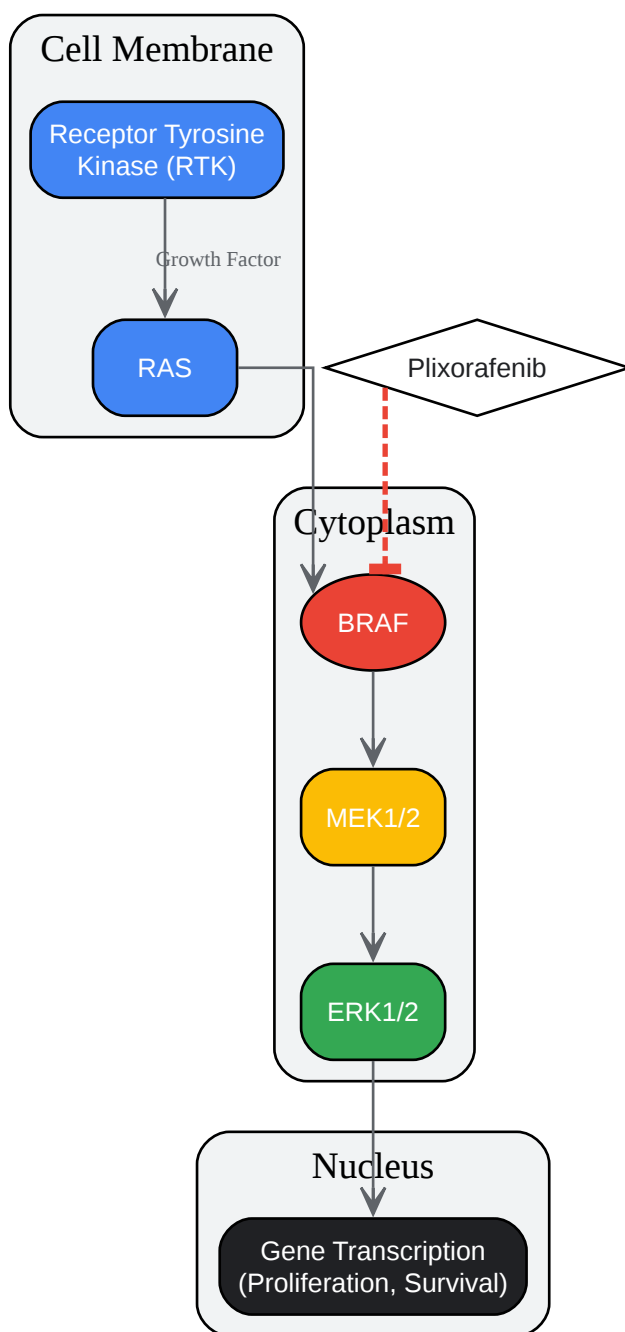 Cell Membrane
Receptor Tyrosine
Kinase (RTK)
Growth Factor
RAS
Plixorafenib
Cytoplasm
BRAF
MEK1/2
ERK1/2
Nucleus
Gene Transcription
(Proliferation, Survival)